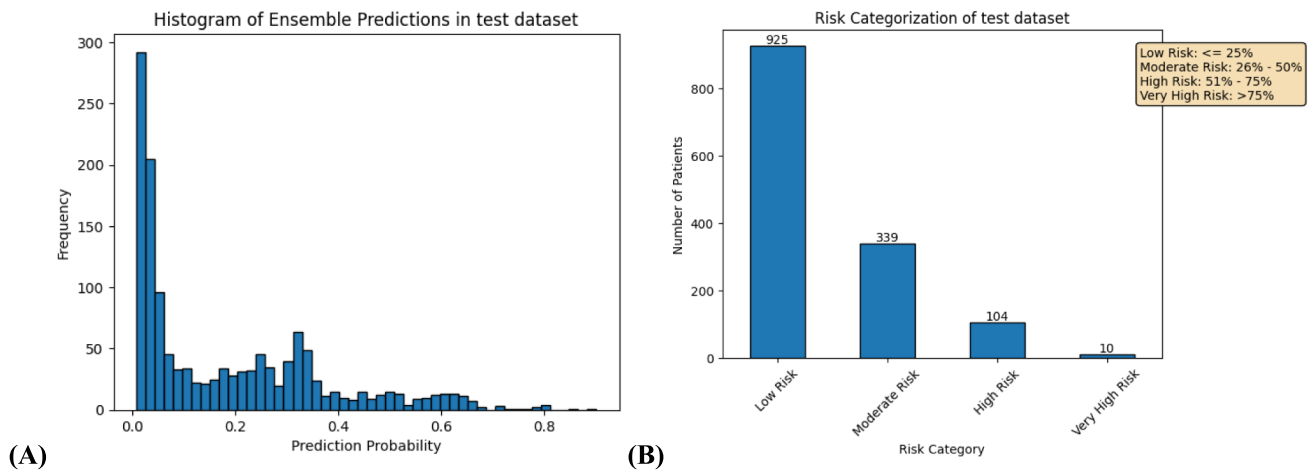 Histogram of Ensemble Predictions in test dataset
300
250
200
150
100
50
0
Frequency
0.0 0.2 0.4 0.6 0.8
Prediction Probability
(A)
Risk Categorization of test dataset
925
339
104
10
800
600
400
200
0
Number of Patients
Low Risk
Moderate Risk
High Risk
Very High Risk
Risk Category
Low Risk: <= 25%
Moderate Risk: 26% - 50%
High Risk: 51% - 75%
Very High Risk: >75%
(B)